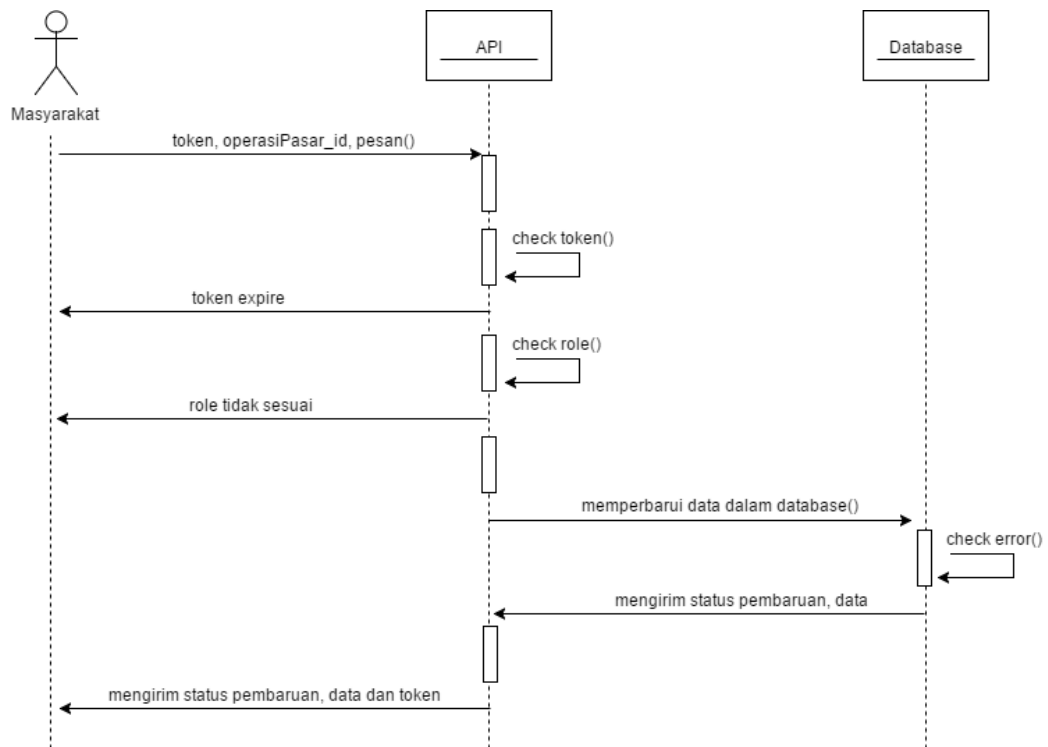 API
Database
Masyarakat
token, operasiPasar_id, pesan()
check token()
token expire
check role()
role tidak sesuai
memperbarui data dalam database()
check error()
mengirim status pembaruan, data
mengirim status pembaruan, data dan token